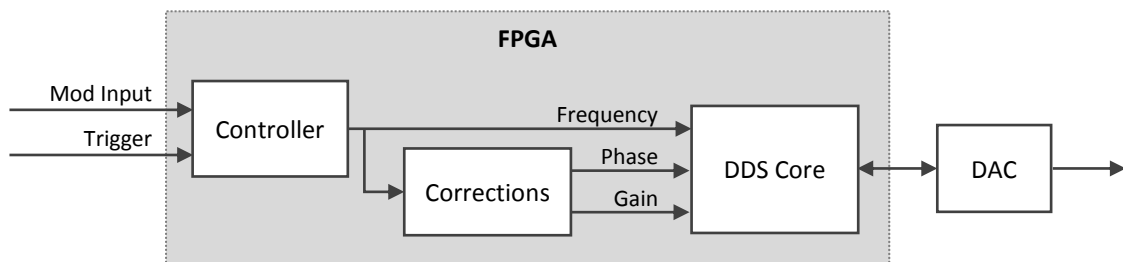 FPGA
Mod Input
Trigger
Controller
Frequency
Phase
Gain
Corrections
DDS Core
DAC